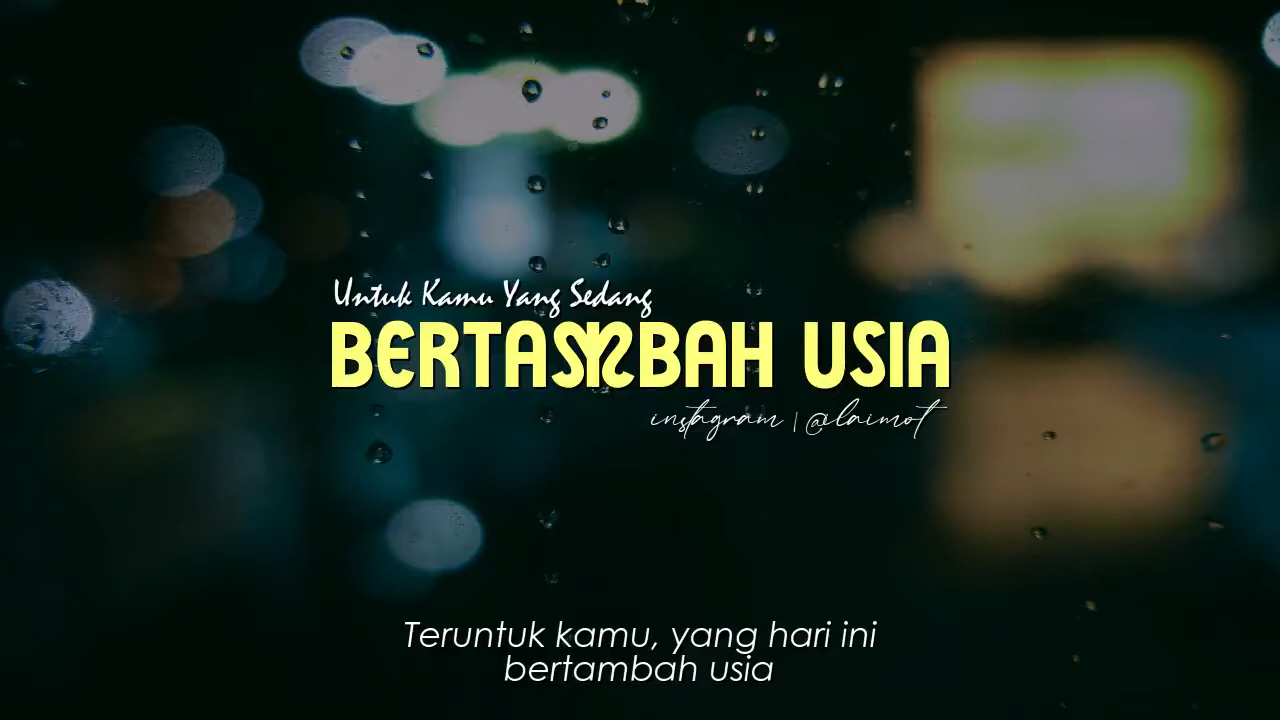 Untuk Kamu Yang Sedang
BERTAMBAH USIA
instagram | @laimot
Teruntuk kamu, yang hari ini
bertambah usia